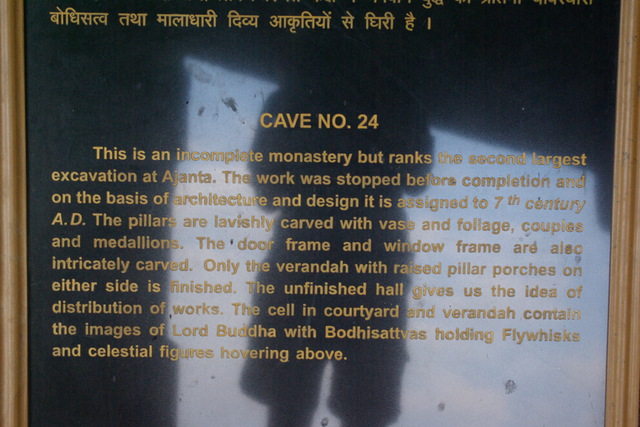 बोधिसत्व तथा मालाधारी दिव्य आकृतियों से घिरी है ।
CAVE NO. 24
This is an incomplete monastery but ranks the second largest
excavation at Ajanta. The work was stopped before completion and
on the basis of architecture and design it is assigned to 7 th century
A.D. The pillars are lavishly carved with vase and foliage, couples
and medallions. The door frame and window frame are also
intricately carved. Only the verandah with raised pillar porches on
either side is finished. The unfinished hall gives us the idea of
distribution of works. The cell in courtyard and verandah contain
the images of Lord Buddha with Bodhisattvas holding Flywhisks
and celestial figures hovering above.